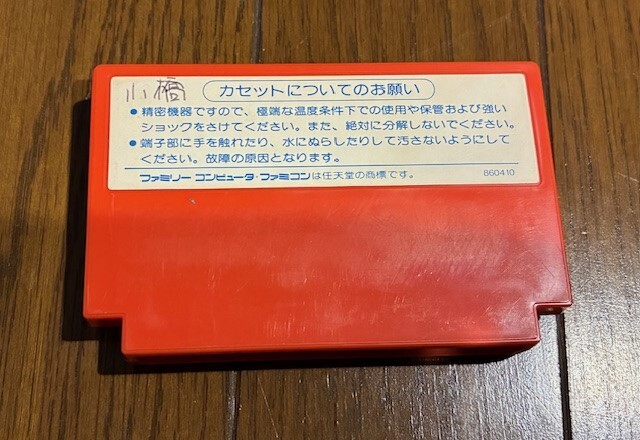 小橋
カセットについてのお願い
●精密機器ですので、極端な温度条件下での使用や保管および強い
ショックをさけてください。また、絶対に分解しないでください。
●端子部に手を触れたり、水にぬらしたりして汚さないようにして
ください。故障の原因となります。
ファミリーコンピュータ・ファミコンは任天堂の商標です。
860410